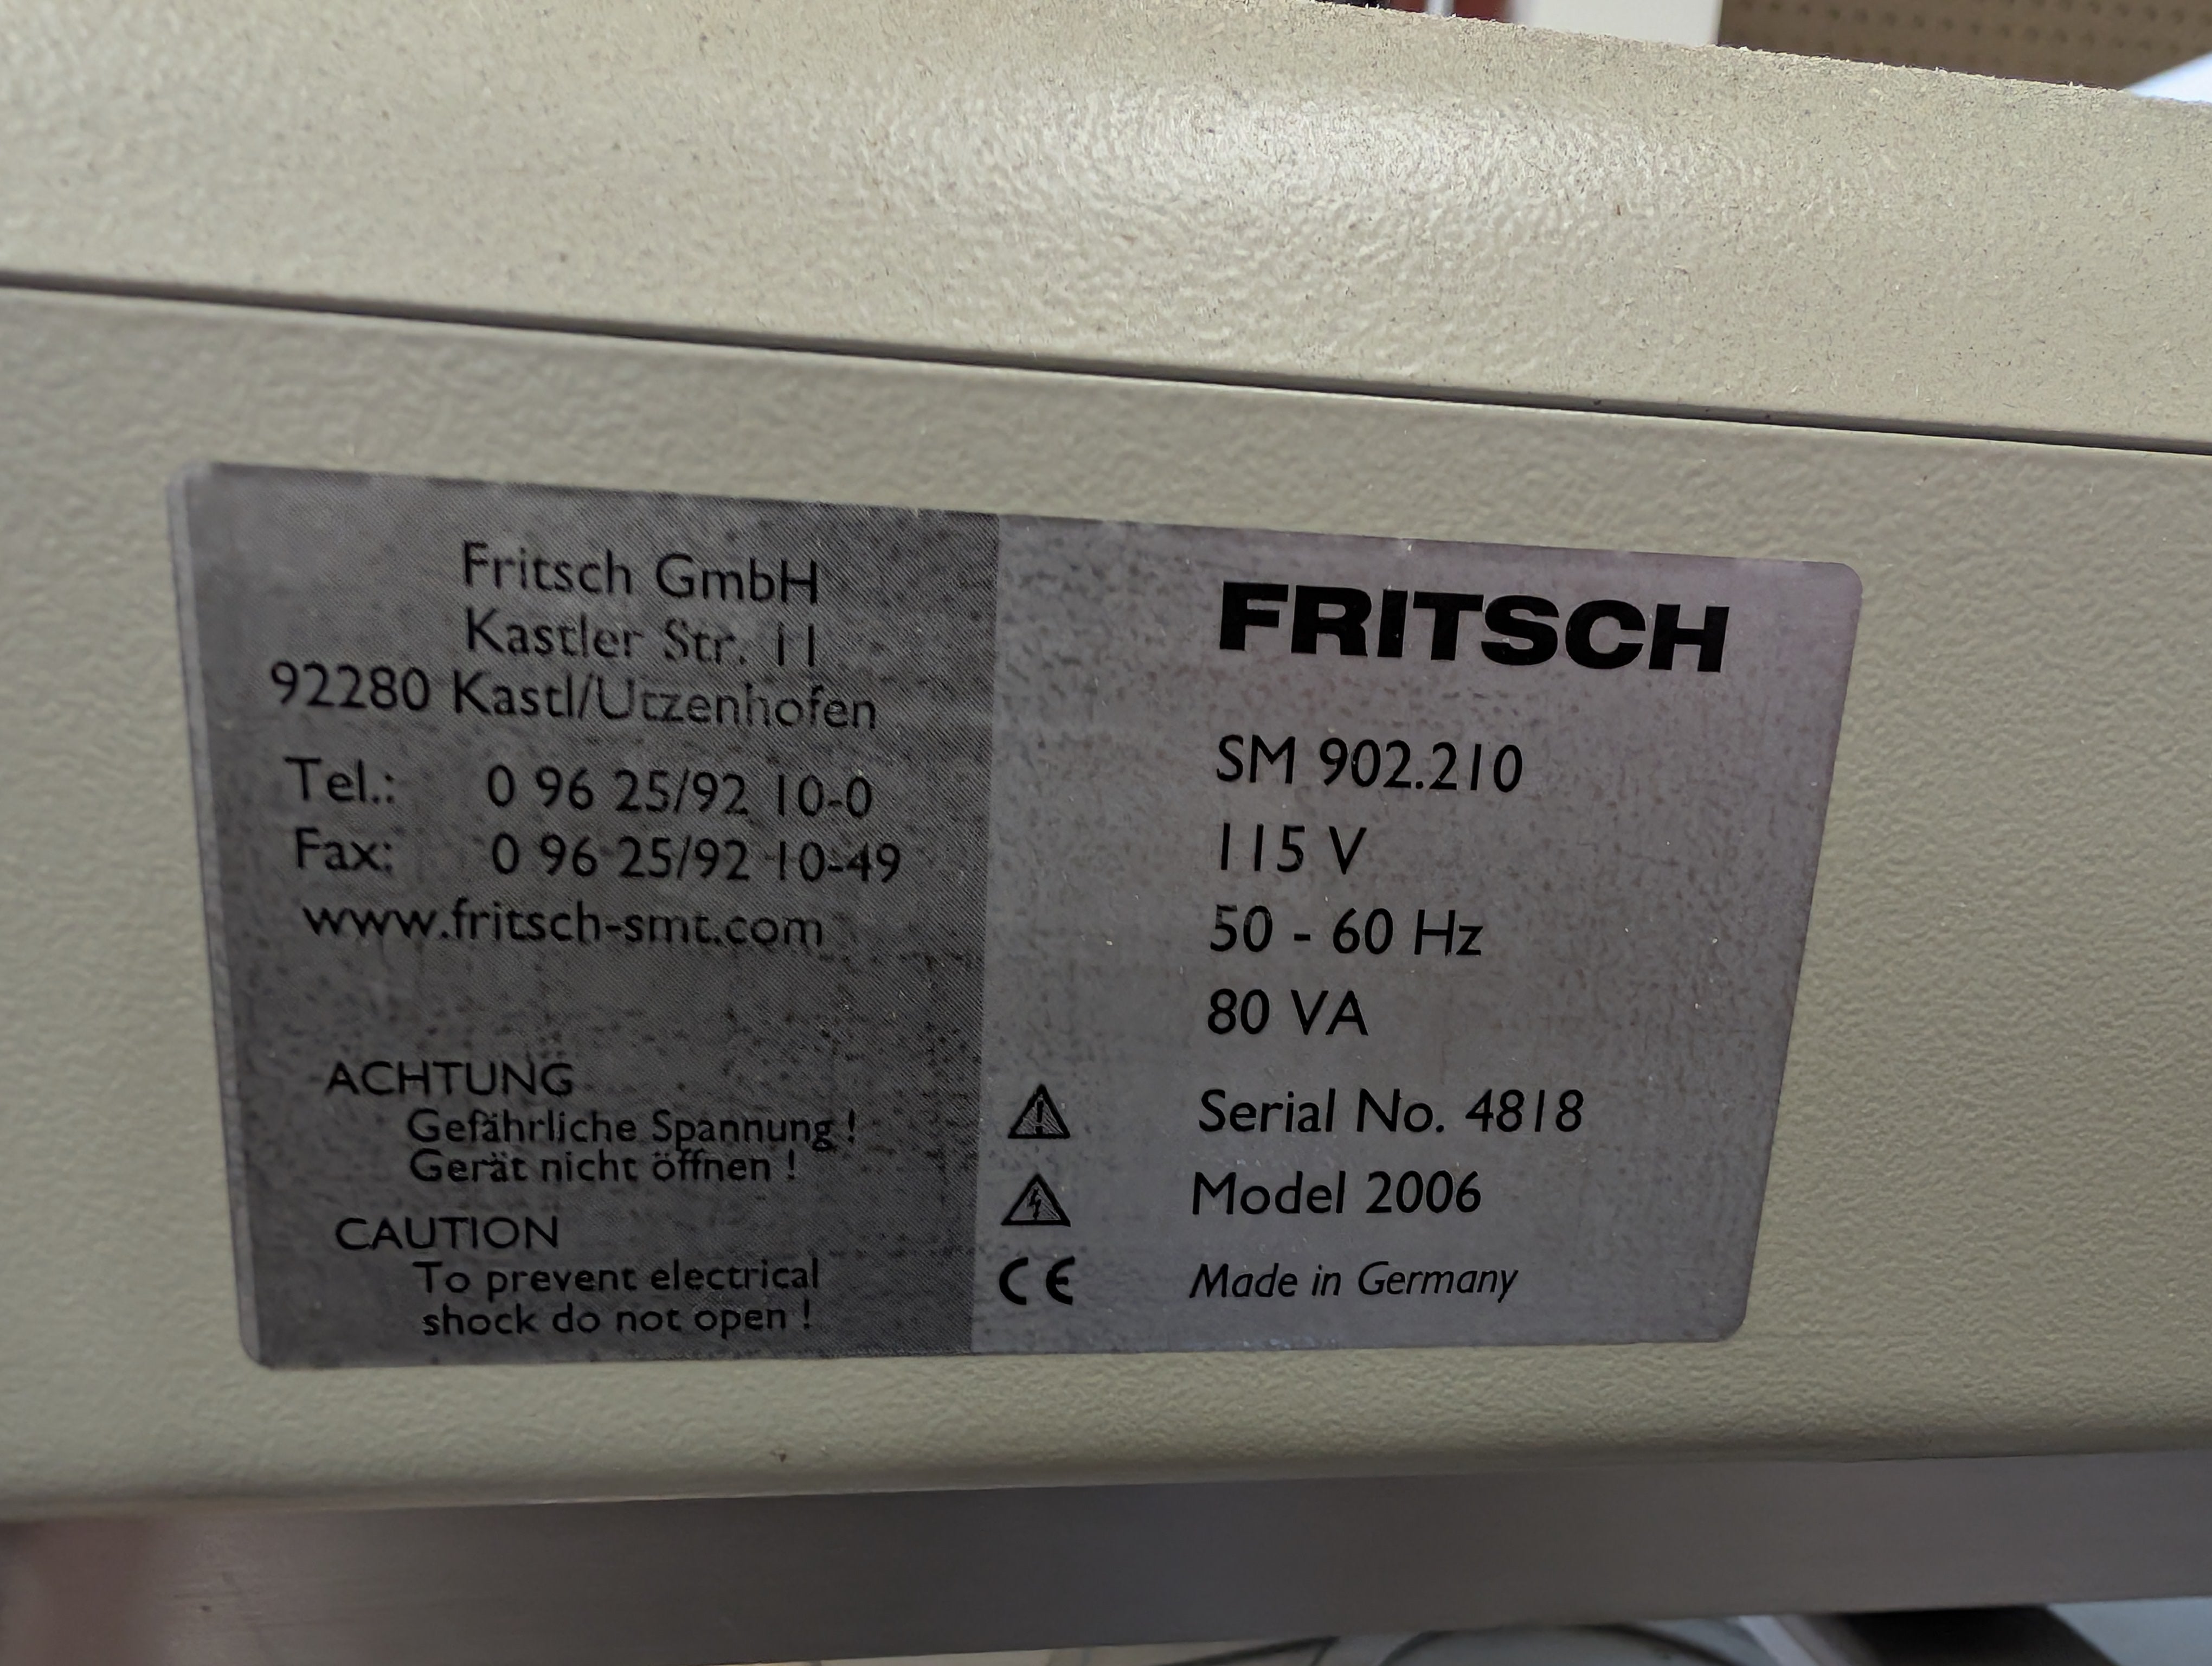 Fritsch GmbH
Kastler Str. 11
92280 Kastl/Utzenhofen
Tel.: 0 96 25/92 10-0
Fax: 0 96 25/92 10-49
www.fritsch-smt.com
ACHTUNG
Gefährliche Spannung !
Gerät nicht öffnen !
CAUTION
To prevent electrical
shock do not open !
FRITSCH
SM 902.210
115 V
50 - 60 Hz
80 VA
Serial No. 4818
Model 2006
CE
Made in Germany